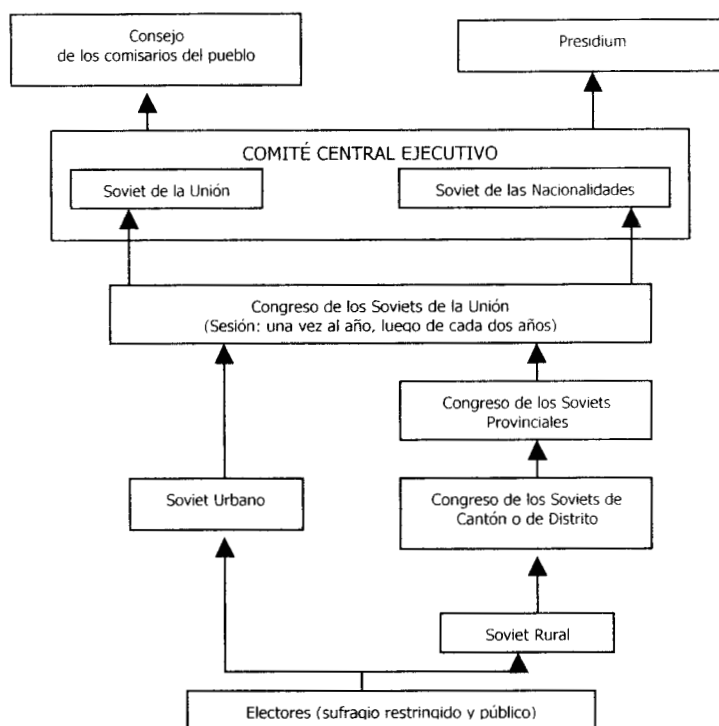 Consejo
de los comisarios del pueblo
Presidium
COMITÉ CENTRAL EJECUTIVO
Soviet de la Unión
Soviet de las Nacionalidades
Congreso de los Soviets de la Unión
(Sesión: una vez al año, luego de cada dos años)
Congreso de los Soviets
Provinciales
Soviet Urbano
Congreso de los Soviets de
Cantón o de Distrito
Soviet Rural
Electores (sufragio restringido y público)